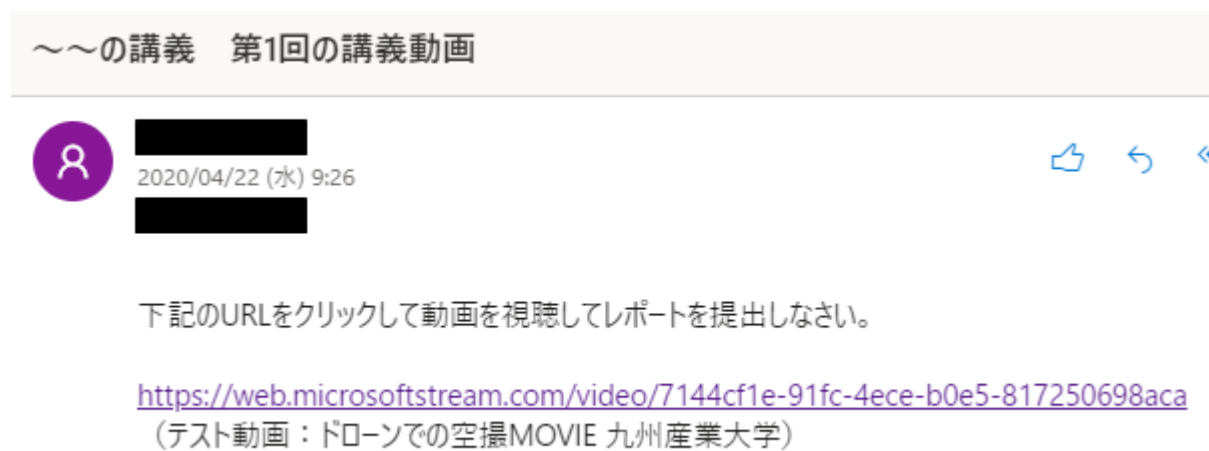 ～～の講義　第1回の講義動画
2020/04/22 (水) 9:26
下記のURLをクリックして動画を視聴してレポートを提出しなさい。
https://web.microsoftstream.com/video/7144cf1e-91fc-4ece-b0e5-817250698aca
（テスト動画：ドローンでの空撮MOVIE 九州産業大学）